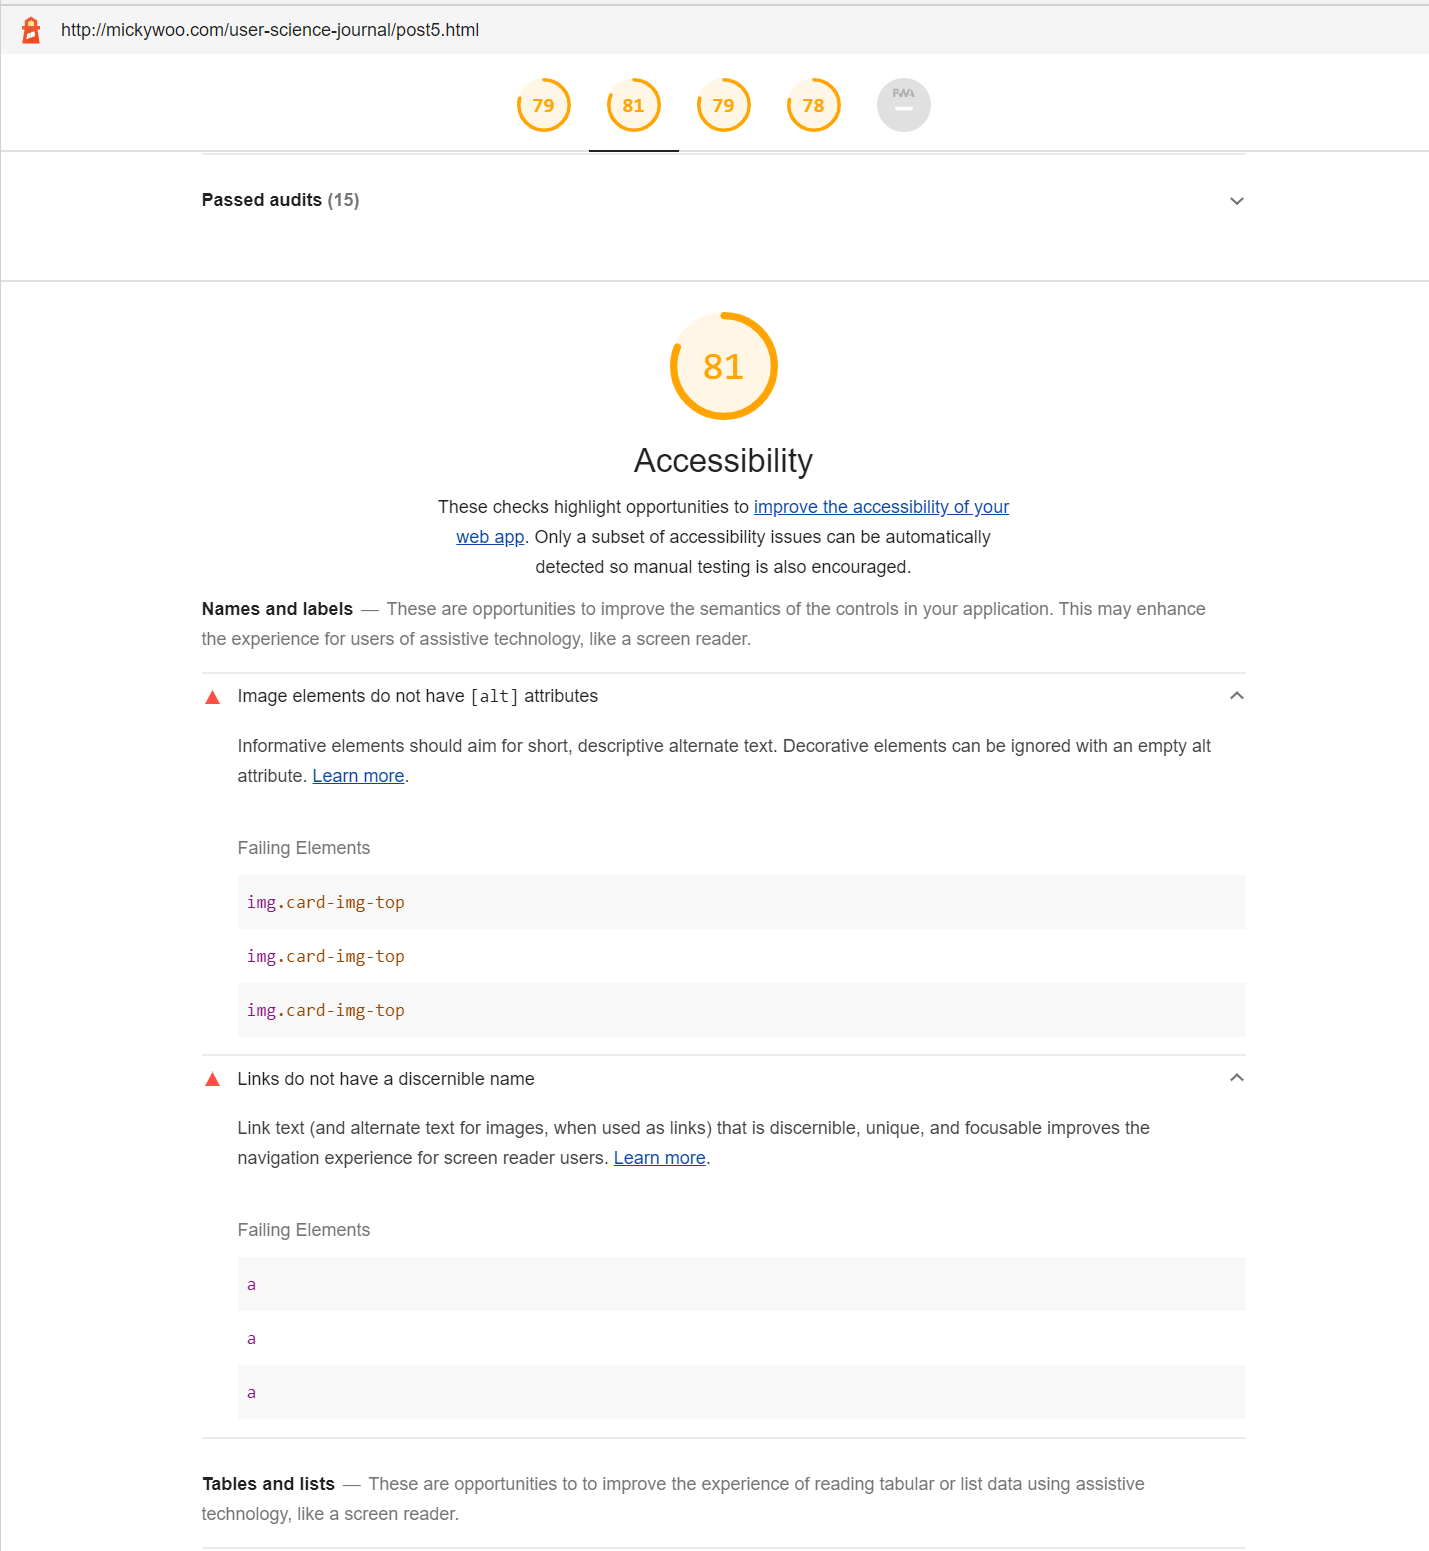 http://mickywoo.com/user-science-journal/post5.html
79 81 79 78 PWA
Passed audits (15)
81
Accessibility
These checks highlight opportunities to improve the accessibility of your
web app. Only a subset of accessibility issues can be automatically
detected so manual testing is also encouraged.
Names and labels — These are opportunities to improve the semantics of the controls in your application. This may enhance
the experience for users of assistive technology, like a screen reader.
Image elements do not have [alt] attributes
Informative elements should aim for short, descriptive alternate text. Decorative elements can be ignored with an empty alt
attribute. Learn more.
Failing Elements
img.card-img-top
img.card-img-top
img.card-img-top
Links do not have a discernible name
Link text (and alternate text for images, when used as links) that is discernible, unique, and focusable improves the
navigation experience for screen reader users. Learn more.
Failing Elements
a
a
a
Tables and lists — These are opportunities to to improve the experience of reading tabular or list data using assistive
technology, like a screen reader.